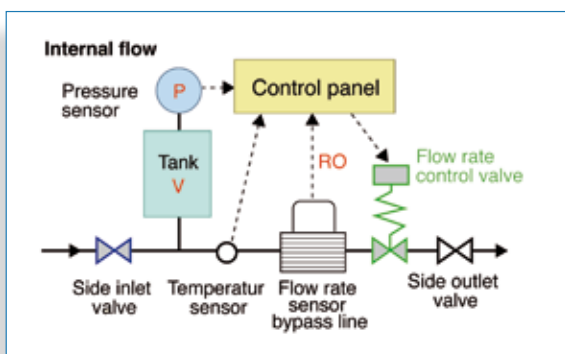 Internal flow
Pressure
sensor
P
Control panel
Tank
V
RO
Flow rate
control valve
Side inlet
valve
Temperatur
sensor
Flow rate
sensor
bypass line
Side outlet
valve